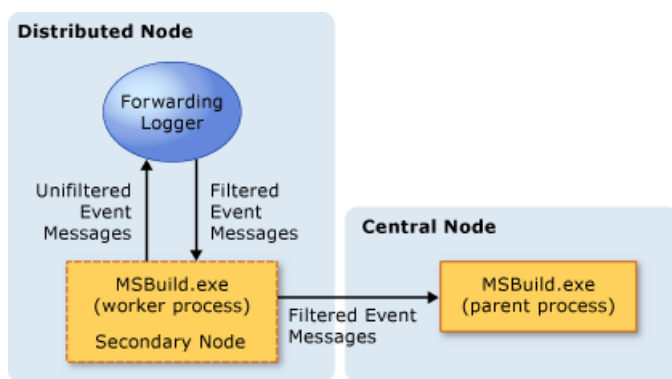 Distributed Node
Forwarding
Logger
Unifiltered
Event
Messages
Filtered
Event
Messages
Central Node
MSBuild.exe
(worker process)
Secondary Node
Filtered Event
Messages
MSBuild.exe
(parent process)